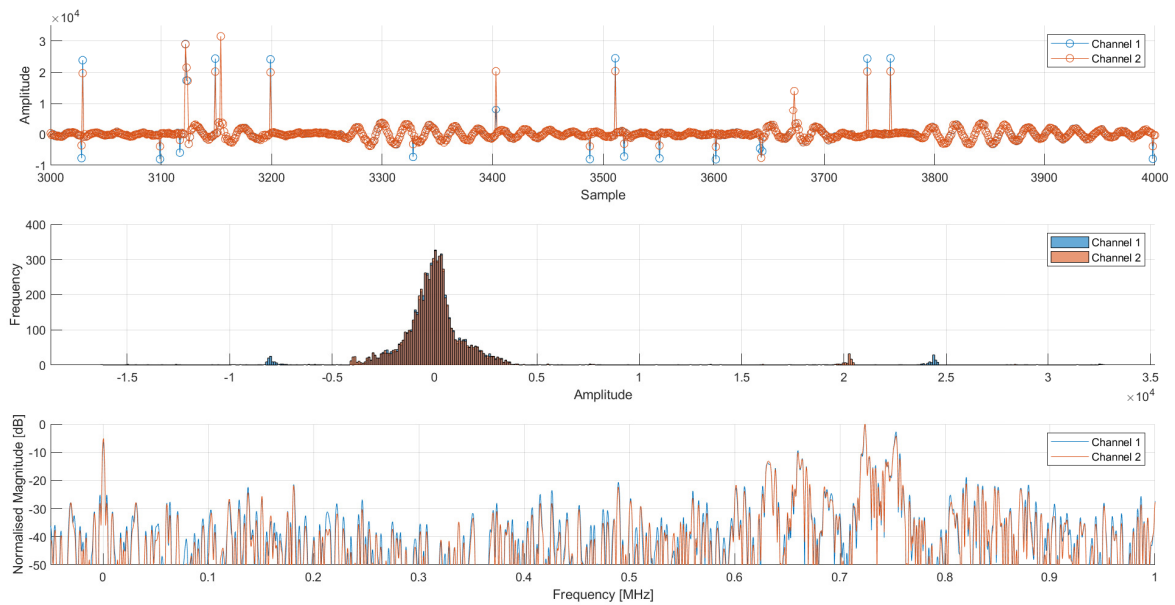 ×10⁴
3
2
1
0
-1
Amplitude
3000 3100 3200 3300 3400 3500 3600 3700 3800 3900 4000
Sample
Channel 1
Channel 2
400
300
200
100
0
Frequency
-1.5 -1 -0.5 0 0.5 1 1.5 2 2.5 3 3.5
Amplitude
×10⁴
Channel 1
Channel 2
0
-10
-20
-30
-40
-50
Normalised Magnitude [dB]
0 0.1 0.2 0.3 0.4 0.5 0.6 0.7 0.8 0.9 1
Frequency [MHz]
Channel 1
Channel 2